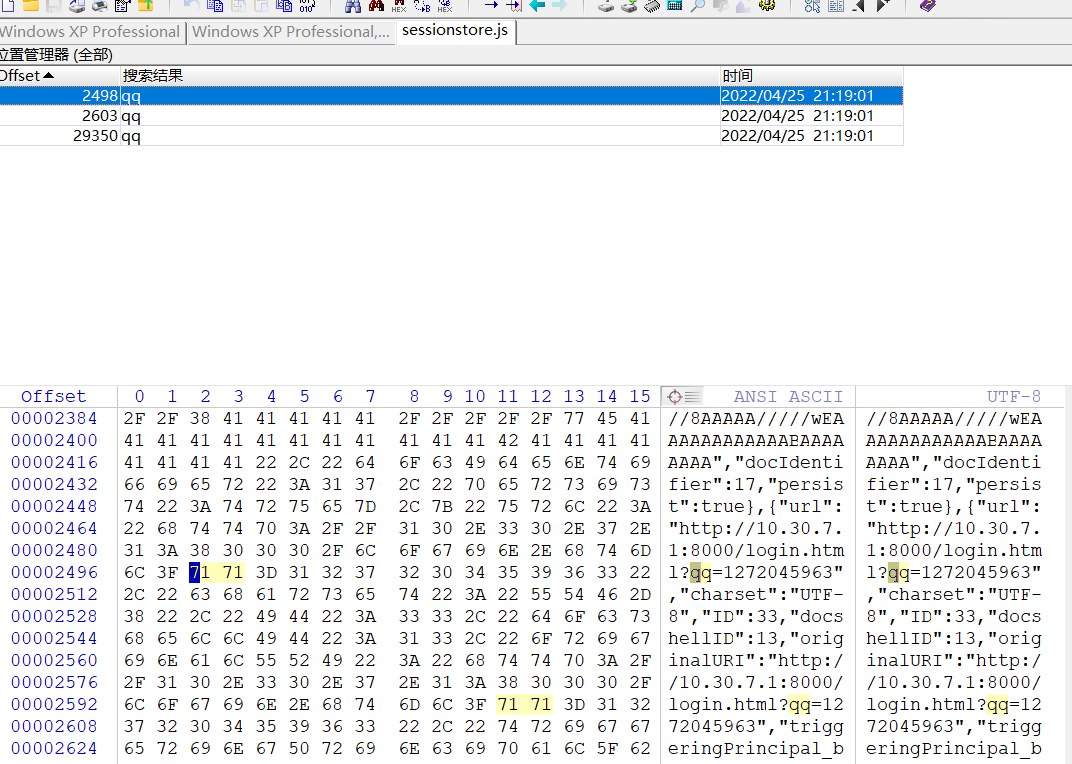 Windows XP Professional Windows XP Professional,... sessionstore.js
位置管理器 (全部)
Offset 搜索结果 时间
2498 qq 2022/04/25 21:19:01
2603 qq 2022/04/25 21:19:01
29350 qq 2022/04/25 21:19:01
Offset 0 1 2 3 4 5 6 7 8 9 10 11 12 13 14 15 ANSI ASCII UTF-8
00002384 2F 2F 38 41 41 41 41 41 2F 2F 2F 2F 2F 77 45 41 //8AAAAA/////wEA //8AAAAA/////wEA
00002400 41 41 41 41 41 41 41 41 41 41 41 42 41 41 41 41 AAAAAAAAAAABAAAA AAAAAAAAAAABAAAA
00002416 41 41 41 41 22 2C 22 64 6F 63 49 64 65 6E 74 69 AAAA","docIdenti AAAA","docIdenti
00002432 66 69 65 72 22 3A 31 37 2C 22 70 65 72 73 69 73 fier":17,"persis fier":17,"persis
00002448 74 22 3A 74 72 75 65 7D 2C 7B 22 75 72 6C 22 3A t":true},{"url": t":true},{"url":
00002464 22 68 74 74 70 3A 2F 2F 31 30 2E 33 30 2E 37 2E "http://10.30.7. "http://10.30.7.
00002480 31 3A 38 30 30 30 2F 6C 6F 67 69 6E 2E 68 74 6D 1:8000/login.htm 1:8000/login.htm
00002496 6C 3F 71 71 3D 31 32 37 32 30 34 35 39 36 33 22 l?qq=1272045963" l?qq=1272045963"
00002512 2C 22 63 68 61 72 73 65 74 22 3A 22 55 54 46 2D ,"charset":"UTF- ,"charset":"UTF-
00002528 38 22 2C 22 49 44 22 3A 33 33 2C 22 64 6F 63 73 8","ID":33,"docs 8","ID":33,"docs
00002544 68 65 6C 6C 49 44 22 3A 31 33 2C 22 6F 72 69 67 hellID":13,"orig hellID":13,"orig
00002560 69 6E 61 6C 55 52 49 22 3A 22 68 74 74 70 3A 2F inalURI":"http:/ inalURI":"http:/
00002576 2F 31 30 2E 33 30 2E 37 2E 31 3A 38 30 30 30 2F /10.30.7.1:8000/ /10.30.7.1:8000/
00002592 6C 6F 67 69 6E 2E 68 74 6D 6C 3F 71 71 3D 31 32 login.html?qq=12 login.html?qq=12
00002608 37 32 30 34 35 39 36 33 22 2C 22 74 72 69 67 67 72045963","trigg 72045963","trigg
00002624 65 72 69 6E 67 50 72 69 6E 63 69 70 61 6C 5F 62 eringPrincipal_b eringPrincipal_b